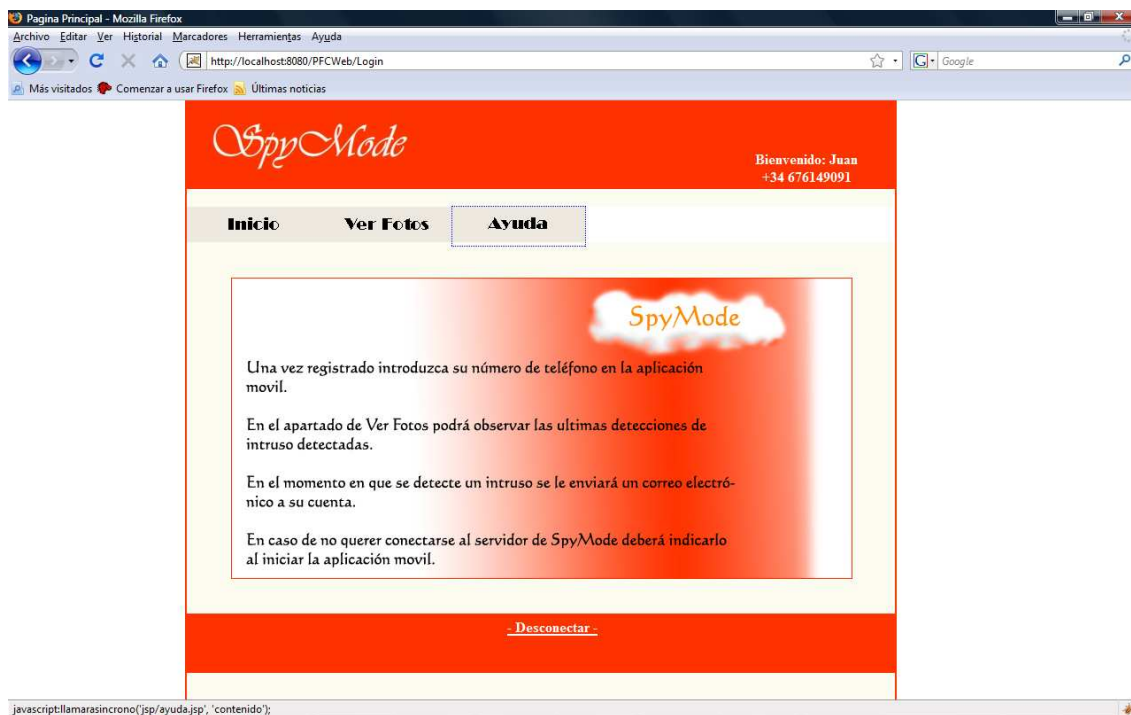 Pagina Principal - Mozilla Firefox
Archivo Editar Ver Historial Marcadores Herramientas Ayuda
http://localhost:8080/PFCWeb/Login
Google
Más visitados Comenzar a usar Firefox Últimas noticias
SpyMode
Bienvenido: Juan
+34 676149091
Inicio Ver Fotos Ayuda
SpyMode
Una vez registrado introduzca su número de teléfono en la aplicación
movil.
En el apartado de Ver Fotos podrá observar las ultimas detecciones de
intruso detectadas.
En el momento en que se detecte un intruso se le enviará un correo electró-
nico a su cuenta.
En caso de no querer conectarse al servidor de SpyMode deberá indicarlo
al iniciar la aplicación movil.
- Desconectar -
javascript:llamarasincrono('jsp/ayuda.jsp', 'contenido');